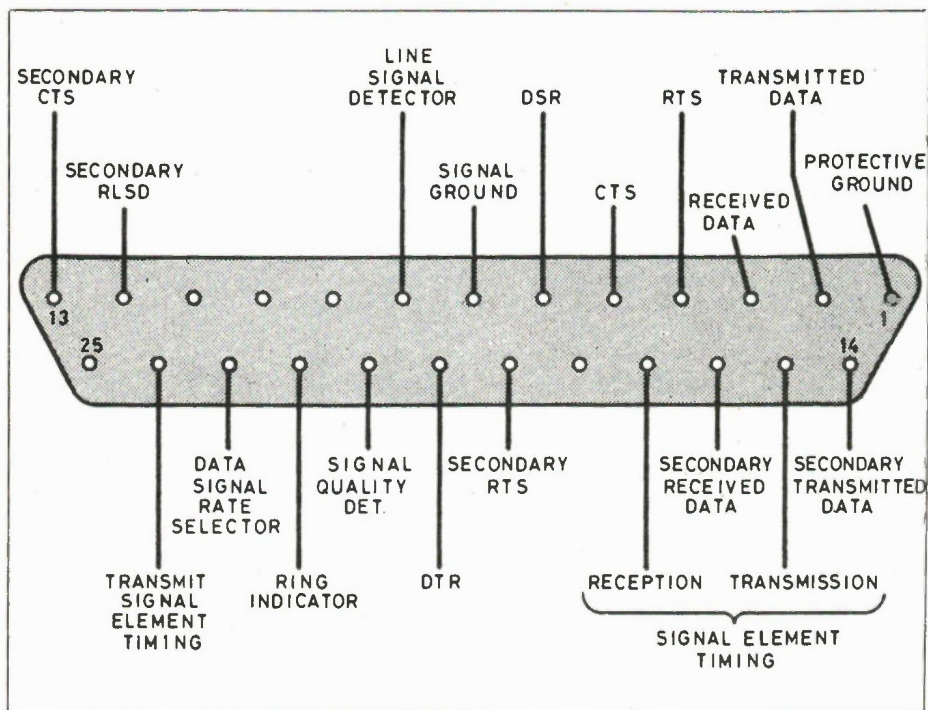 SECONDARY
CTS
SECONDARY
RLSD
LINE
SIGNAL
DETECTOR
SIGNAL
GROUND
DSR
CTS
RTS
RECEIVED
DATA
TRANSMITTED
DATA
PROTECTIVE
GROUND
13
1
25
14
TRANSMIT
SIGNAL
ELEMENT
TIMING
DATA
SIGNAL
RATE
SELECTOR
RING
INDICATOR
SIGNAL
QUALITY
DET.
DTR
SECONDARY
RTS
RECEPTION
SECONDARY
RECEIVED
DATA
TRANSMISSION
SECONDARY
TRANSMITTED
DATA
SIGNAL ELEMENT
TIMING